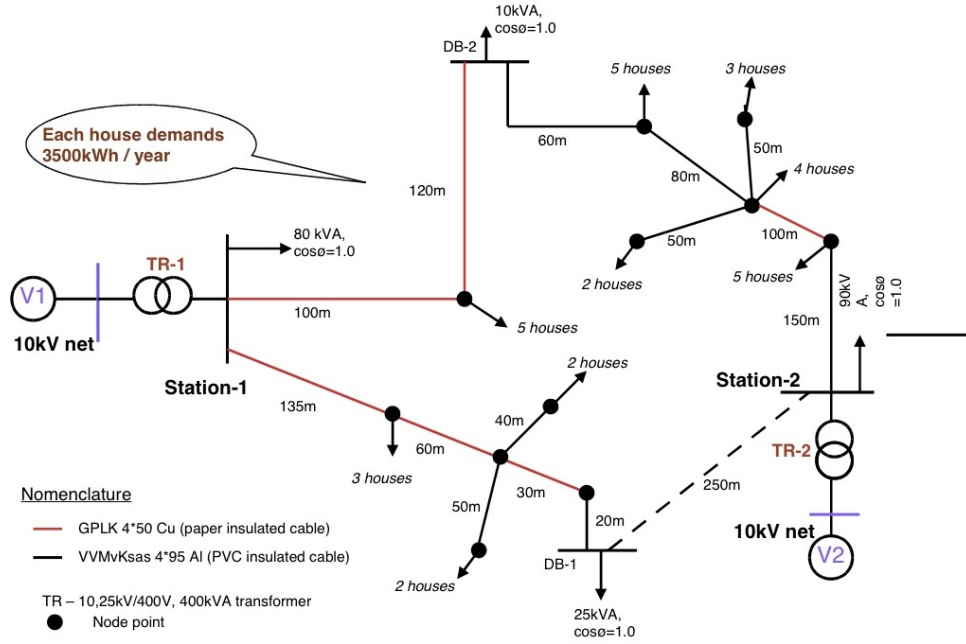 10kVA,
cosø=1.0
DB-2
5 houses
3 houses
Each house demands
3500kWh / year
60m
50m
80m
4 houses
120m
50m
100m
2 houses
5 houses
80 kVA,
cosø=1.0
TR-1
V1
10kV net
100m
5 houses
Station-1
90kV
A,
cosø
=1.0
150m
Station-2
135m
2 houses
40m
60m
3 houses
TR-2
250m
30m
50m
20m
10kV net
V2
DB-1
2 houses
25kVA,
cosø=1.0
Nomenclature
GPLK 4*50 Cu (paper insulated cable)
VVMvKsas 4*95 Al (PVC insulated cable)
TR – 10,25kV/400V, 400kVA transformer
Node point